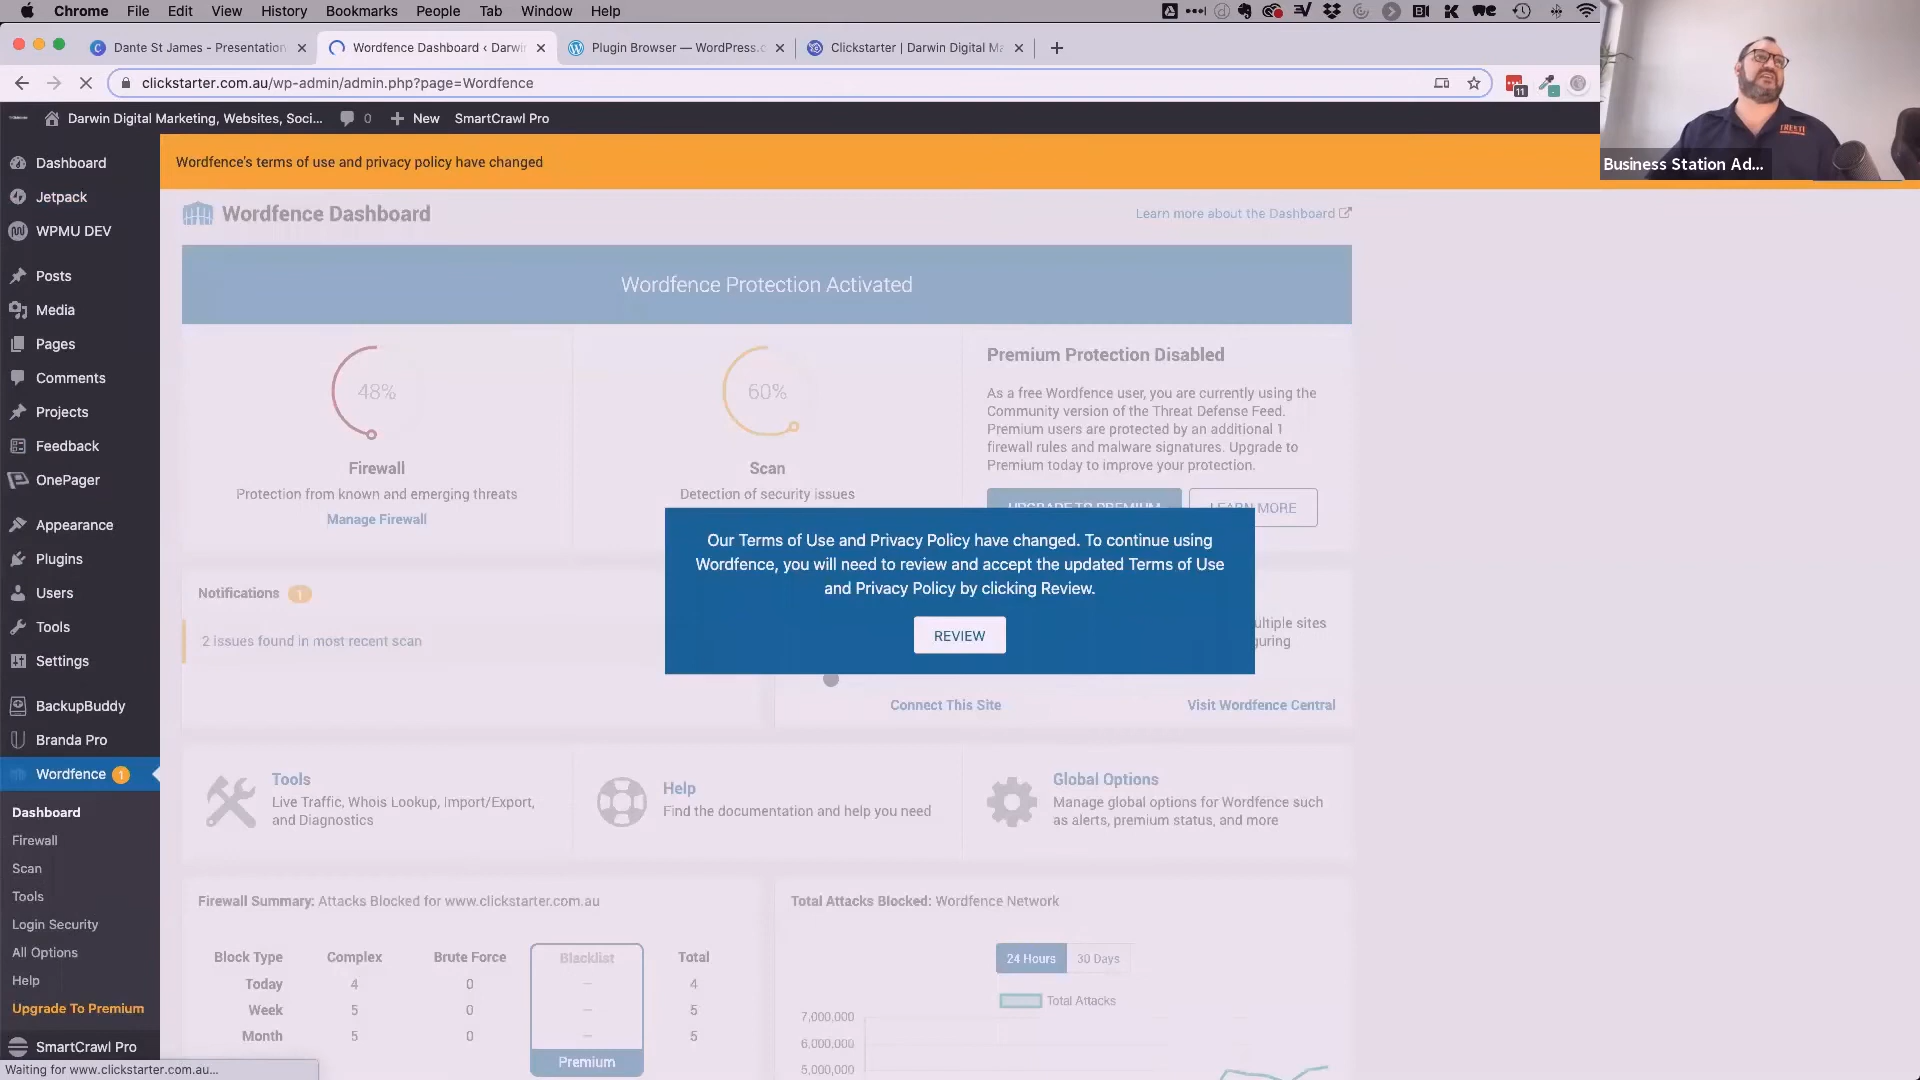 Chrome File Edit View History Bookmarks People Tab Window Help
Dante St James - Presentation
Wordfence Dashboard ‹ Darwi
Plugin Browser — WordPress.c
Clickstarter | Darwin Digital Ma
clickstarter.com.au/wp-admin/admin.php?page=Wordfence
11
Darwin Digital Marketing, Websites, Soci... 0 New SmartCrawl Pro
Business Station Ad...
Dashboard
Jetpack
WPMU DEV
Posts
Media
Pages
Comments
Projects
Feedback
OnePager
Appearance
Plugins
Users
Tools
Settings
BackupBuddy
Branda Pro
Wordfence 1
Dashboard
Firewall
Scan
Tools
Login Security
All Options
Help
Upgrade To Premium
SmartCrawl Pro
Waiting for www.clickstarter.com.au...
Wordfence's terms of use and privacy policy have changed
Wordfence Dashboard
Learn more about the Dashboard
Wordfence Protection Activated
48%
Firewall
Protection from known and emerging threats
Manage Firewall
60%
Scan
Detection of security issues
Premium Protection Disabled
As a free Wordfence user, you are currently using the
Community version of the Threat Defense Feed.
Premium users are protected by an additional 1
firewall rules and malware signatures. Upgrade to
Premium today to improve your protection.
UPGRADE TO PREMIUM
LEARN MORE
Our Terms of Use and Privacy Policy have changed. To continue using
Wordfence, you will need to review and accept the updated Terms of Use
and Privacy Policy by clicking Review.
REVIEW
Notifications 1
2 issues found in most recent scan
ultiple sites
uring
Connect This Site
Visit Wordfence Central
Tools
Live Traffic, Whois Lookup, Import/Export,
and Diagnostics
Help
Find the documentation and help you need
Global Options
Manage global options for Wordfence such
as alerts, premium status, and more
Firewall Summary: Attacks Blocked for www.clickstarter.com.au
Block Type Complex Brute Force Blacklist Total
Today 4 0 – 4
Week 5 0 – 5
Month 5 0 – 5
Premium
Total Attacks Blocked: Wordfence Network
24 Hours 30 Days
Total Attacks
7,000,000
6,000,000
5,000,000